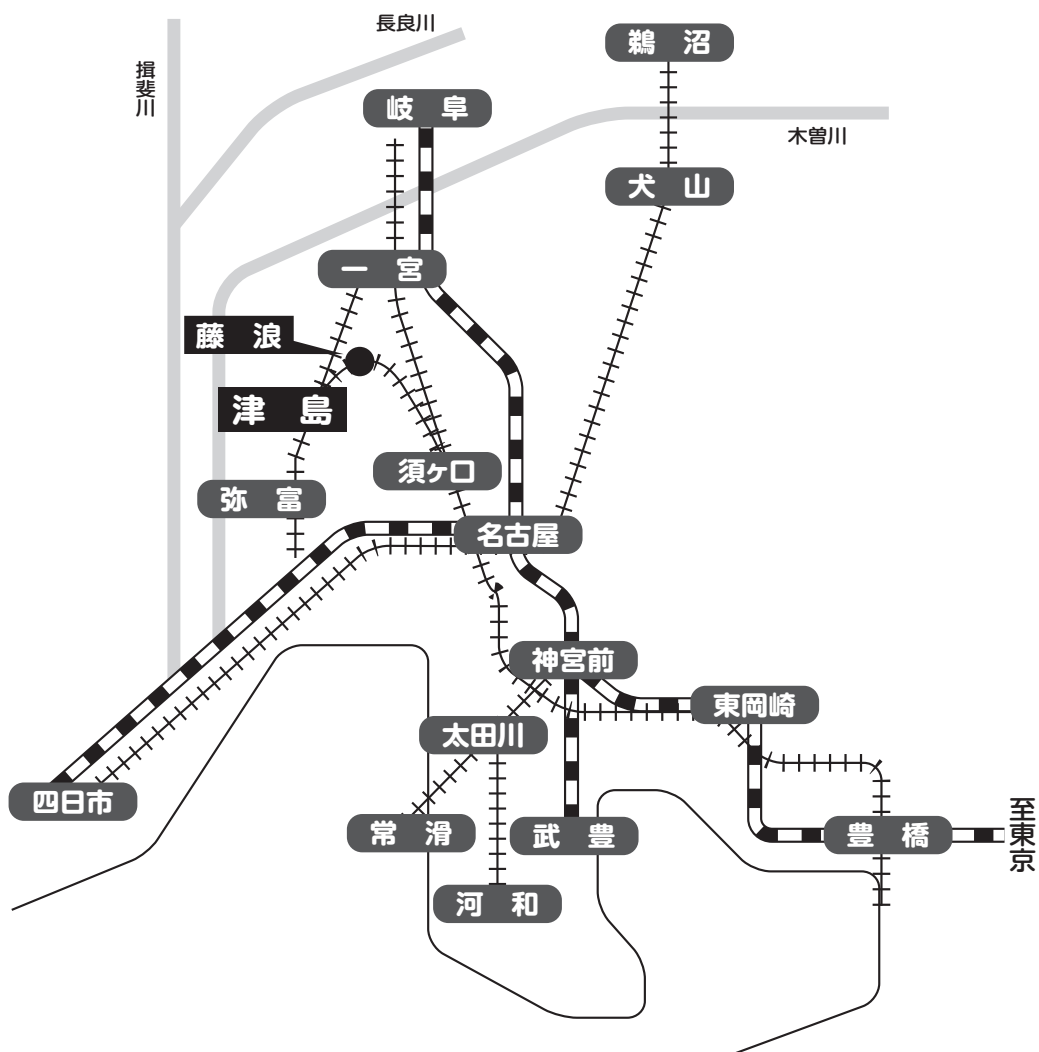 長良川
鵜沼
揖斐川
岐阜
木曽川
犬山
一宮
藤浪
津島
須ヶ口
弥富
名古屋
神宮前
東岡崎
太田川
四日市
常滑
武豊
豊橋
至東京
河和